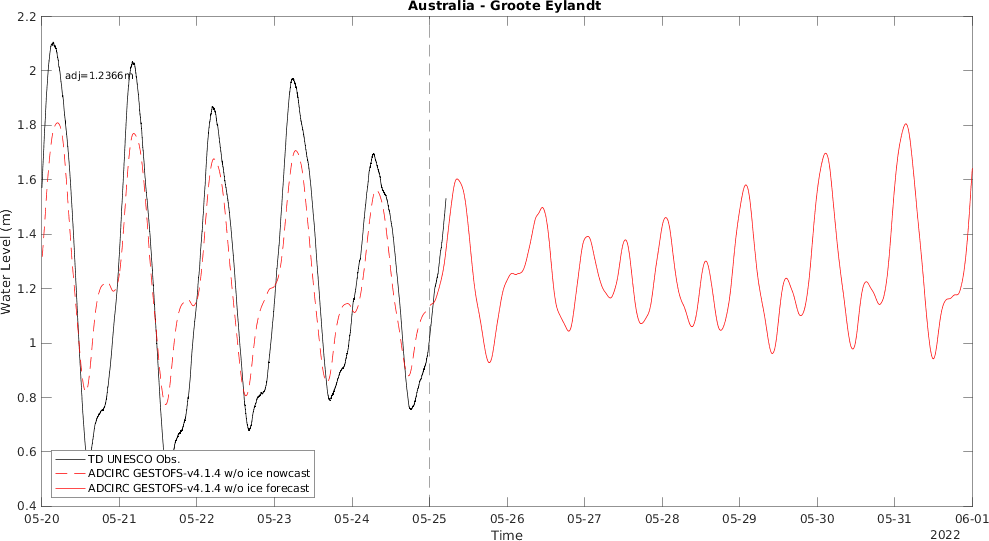 Australia - Groote Eylandt
2.2
2
1.8
1.6
1.4
1.2
1
0.8
0.6
0.4
Water Level (m)
adj=1.2366m
TD UNESCO Obs.
ADCIRC GESTOFS-v4.1.4 w/o ice nowcast
ADCIRC GESTOFS-v4.1.4 w/o ice forecast
05-20 05-21 05-22 05-23 05-24 05-25 05-26 05-27 05-28 05-29 05-30 05-31 06-01
Time
2022